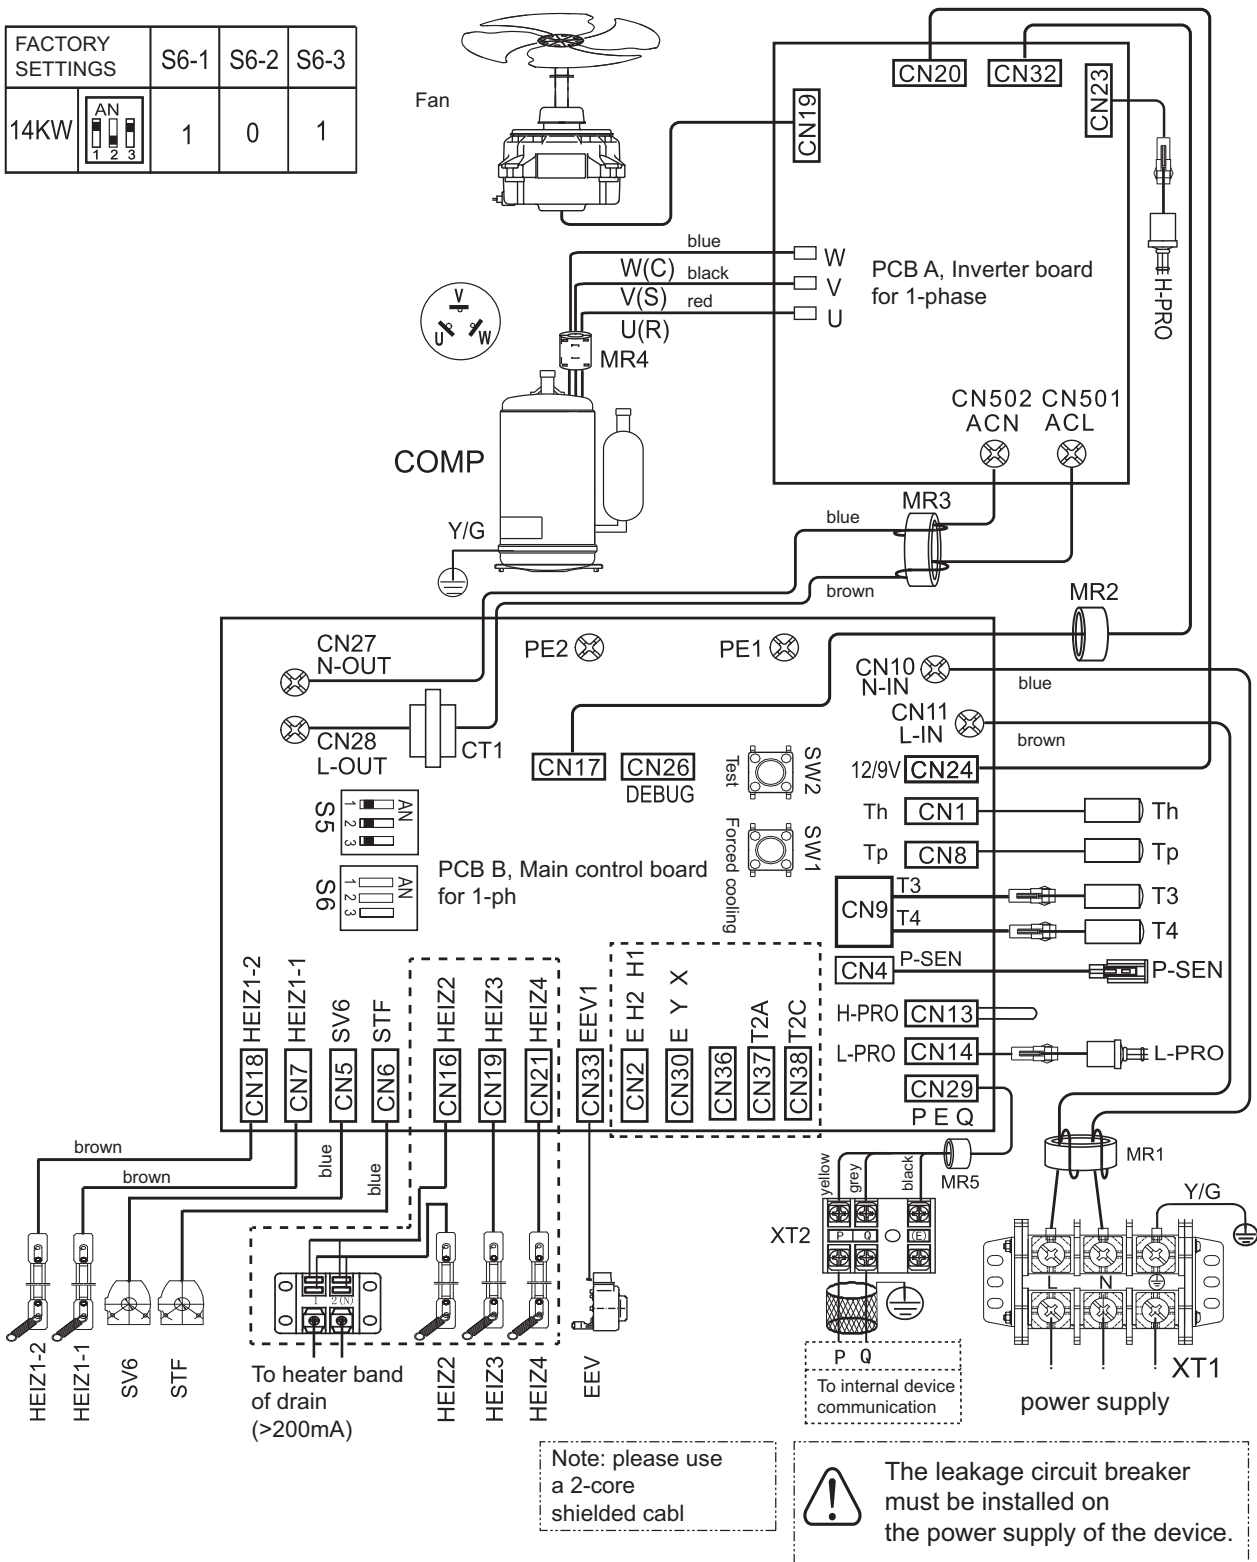 FACTORY SETTINGS S6-1 S6-2 S6-3
14KW AN 1 2 3 1 0 1
Fan
CN20 CN32
CN19
CN23
H-PRO
blue
W(C) black
V(S) red
U(R)
W
V
U
PCB A, Inverter board
for 1-phase
V
U W
MR4
CN502 CN501
ACN ACL
COMP
Y/G
MR3
blue
brown
MR2
CN27
N-OUT
PE2
PE1
CN10
N-IN
blue
CN11
L-IN
brown
CN28
L-OUT
CT1
CN17
CN26
DEBUG
Test
SW2
12/9V CN24
S5 1 2 3 AN
Forced cooling
SW1
Th CN1 Th
Tp CN8 Tp
PCB B, Main control board
for 1-ph
S6 1 2 3 AN
CN9
T3 T3
T4 T4
CN4 P-SEN P-SEN
H-PRO CN13
L-PRO CN14 L-PRO
CN29
P E Q
CN18 HEIZ1-2
CN7 HEIZ1-1
CN5 SV6
CN6 STF
CN16 HEIZ2
CN19 HEIZ3
CN21 HEIZ4
CN33 EEV1
CN2 E H2 H1
CN30 E Y X
CN36
CN37 T2A
CN38 T2C
brown
brown
blue
blue
yellow
grey
black
MR5
MR1
Y/G
XT2
P Q (E)
L N
XT1
power supply
1 2(N)
P Q
To internal device
communication
HEIZ1-2
HEIZ1-1
SV6
STF
To heater band
of drain
(>200mA)
HEIZ2
HEIZ3
HEIZ4
EEV
Note: please use
a 2-core
shielded cabl
The leakage circuit breaker
must be installed on
the power supply of the device.